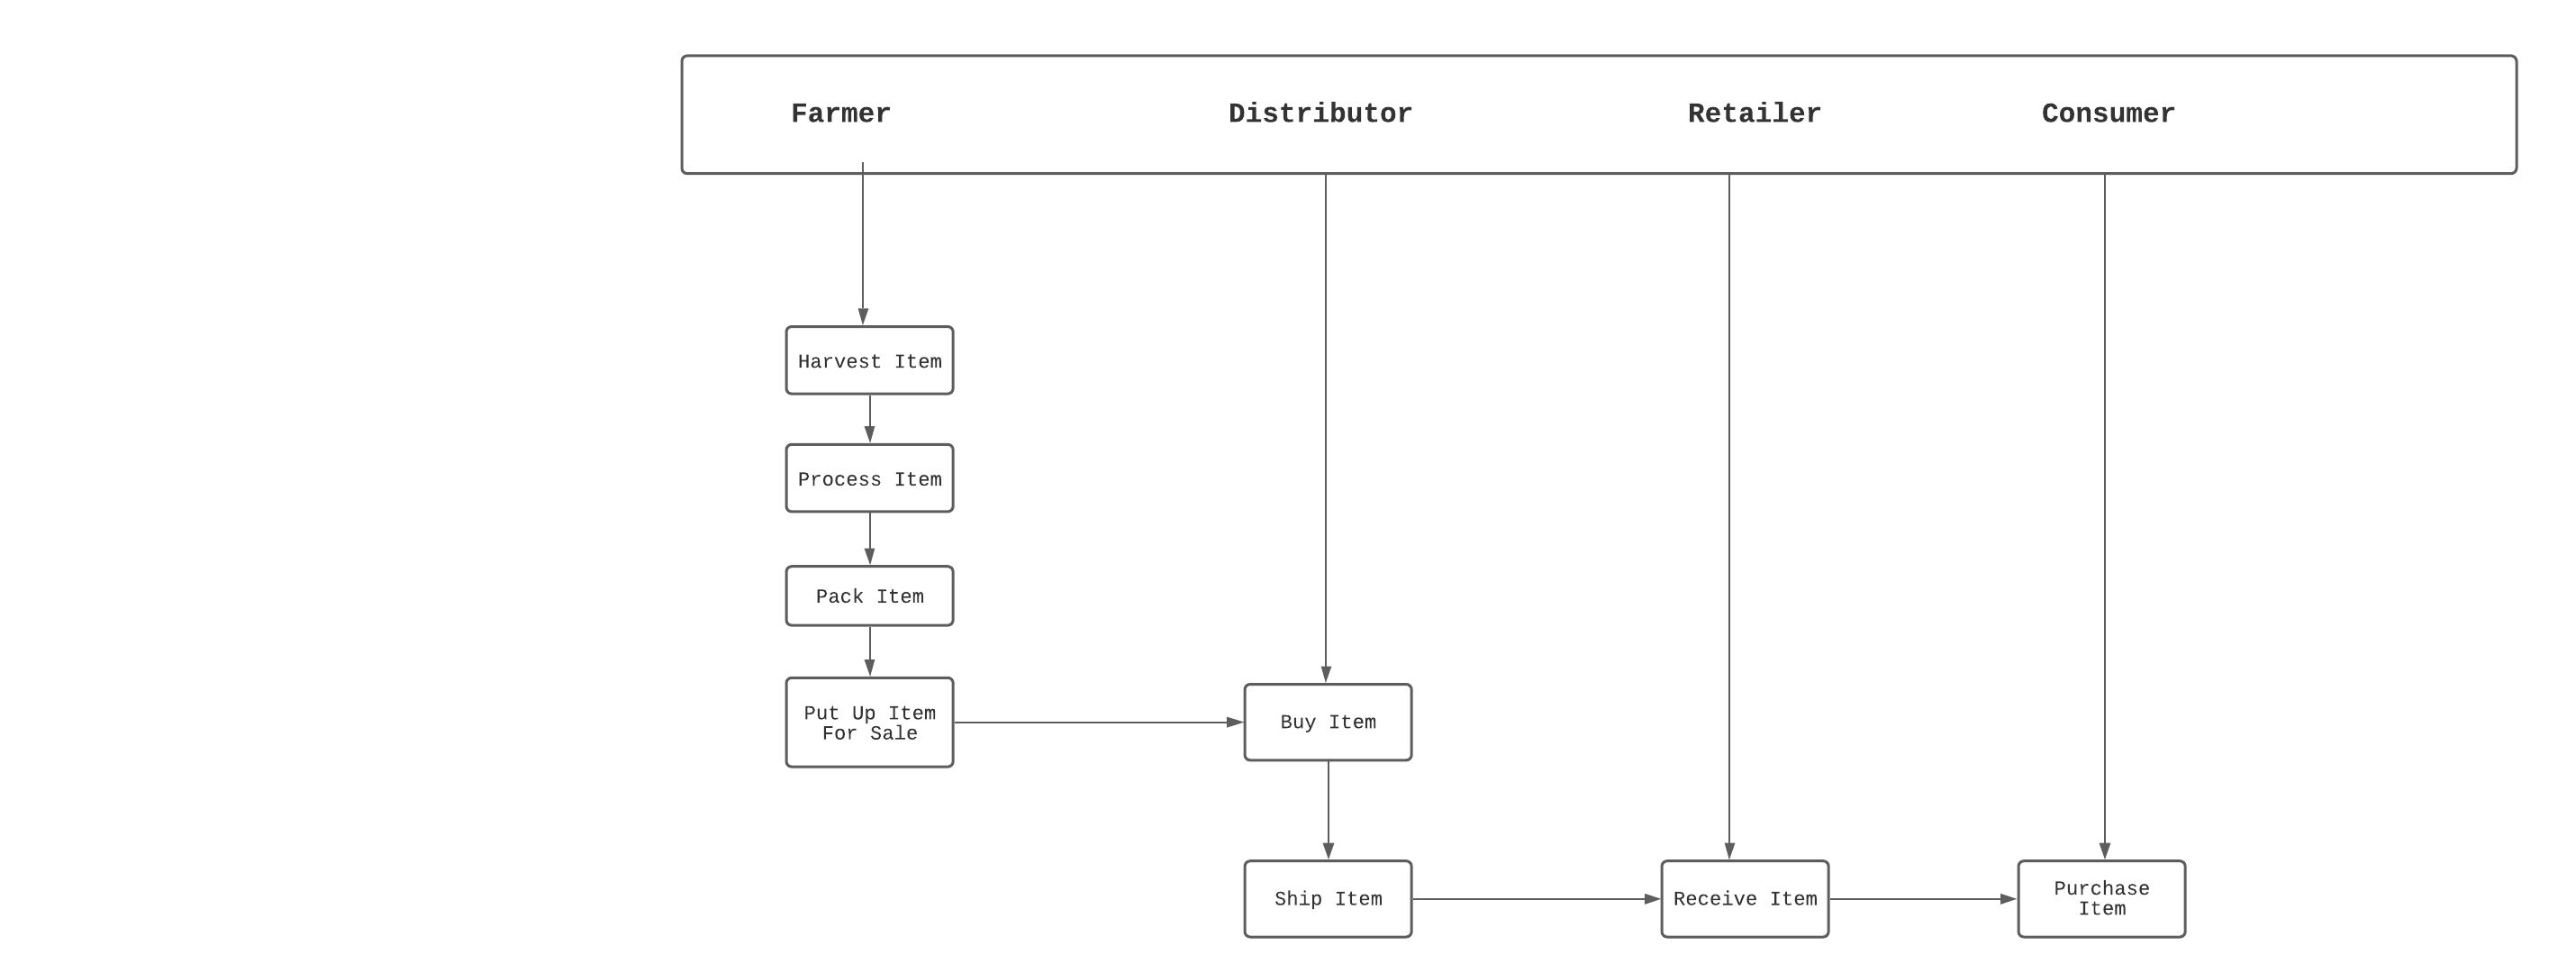 Farmer
Distributor
Retailer
Consumer
Harvest Item
Process Item
Pack Item
Put Up Item
For Sale
Buy Item
Ship Item
Receive Item
Purchase
Item